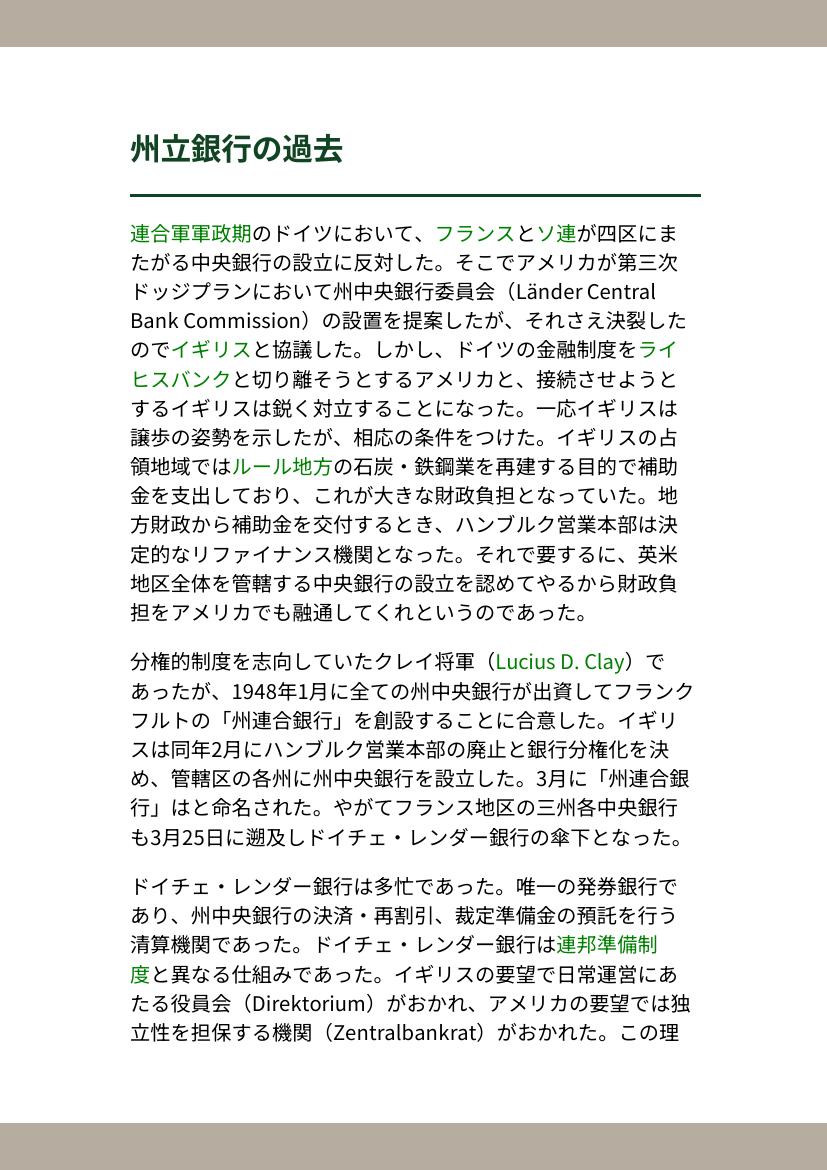 州立銀行の過去
連合軍軍政期のドイツにおいて、フランスとソ連が四区にま
たがる中央銀行の設立に反対した。そこでアメリカが第三次
ドッジプランにおいて州中央銀行委員会（Länder Central
Bank Commission）の設置を提案したが、それさえ決裂した
のでイギリスと協議した。しかし、ドイツの金融制度をライ
ヒスバンクと切り離そうとするアメリカと、接続させようと
するイギリスは鋭く対立することになった。一応イギリスは
譲歩の姿勢を示したが、相応の条件をつけた。イギリスの占
領地域ではルール地方の石炭・鉄鋼業を再建する目的で補助
金を支出しており、これが大きな財政負担となっていた。地
方財政から補助金を交付するとき、ハンブルク営業本部は決
定的なリファイナンス機関となった。それで要するに、英米
地区全体を管轄する中央銀行の設立を認めてやるから財政負
担をアメリカでも融通してくれというのであった。
分権的制度を志向していたクレイ将軍（Lucius D. Clay）で
あったが、1948年1月に全ての州中央銀行が出資してフランク
フルトの「州連合銀行」を創設することに合意した。イギリ
スは同年2月にハンブルク営業本部の廃止と銀行分権化を決
め、管轄区の各州に州中央銀行を設立した。3月に「州連合銀
行」はと命名された。やがてフランス地区の三州各中央銀行
も3月25日に遡及しドイチェ・レンダー銀行の傘下となった。
ドイチェ・レンダー銀行は多忙であった。唯一の発券銀行で
あり、州中央銀行の決済・再割引、裁定準備金の預託を行う
清算機関であった。ドイチェ・レンダー銀行は連邦準備制
度と異なる仕組みであった。イギリスの要望で日常運営にあ
たる役員会（Direktorium）がおかれ、アメリカの要望では独
立性を担保する機関（Zentralbankrat）がおかれた。この理